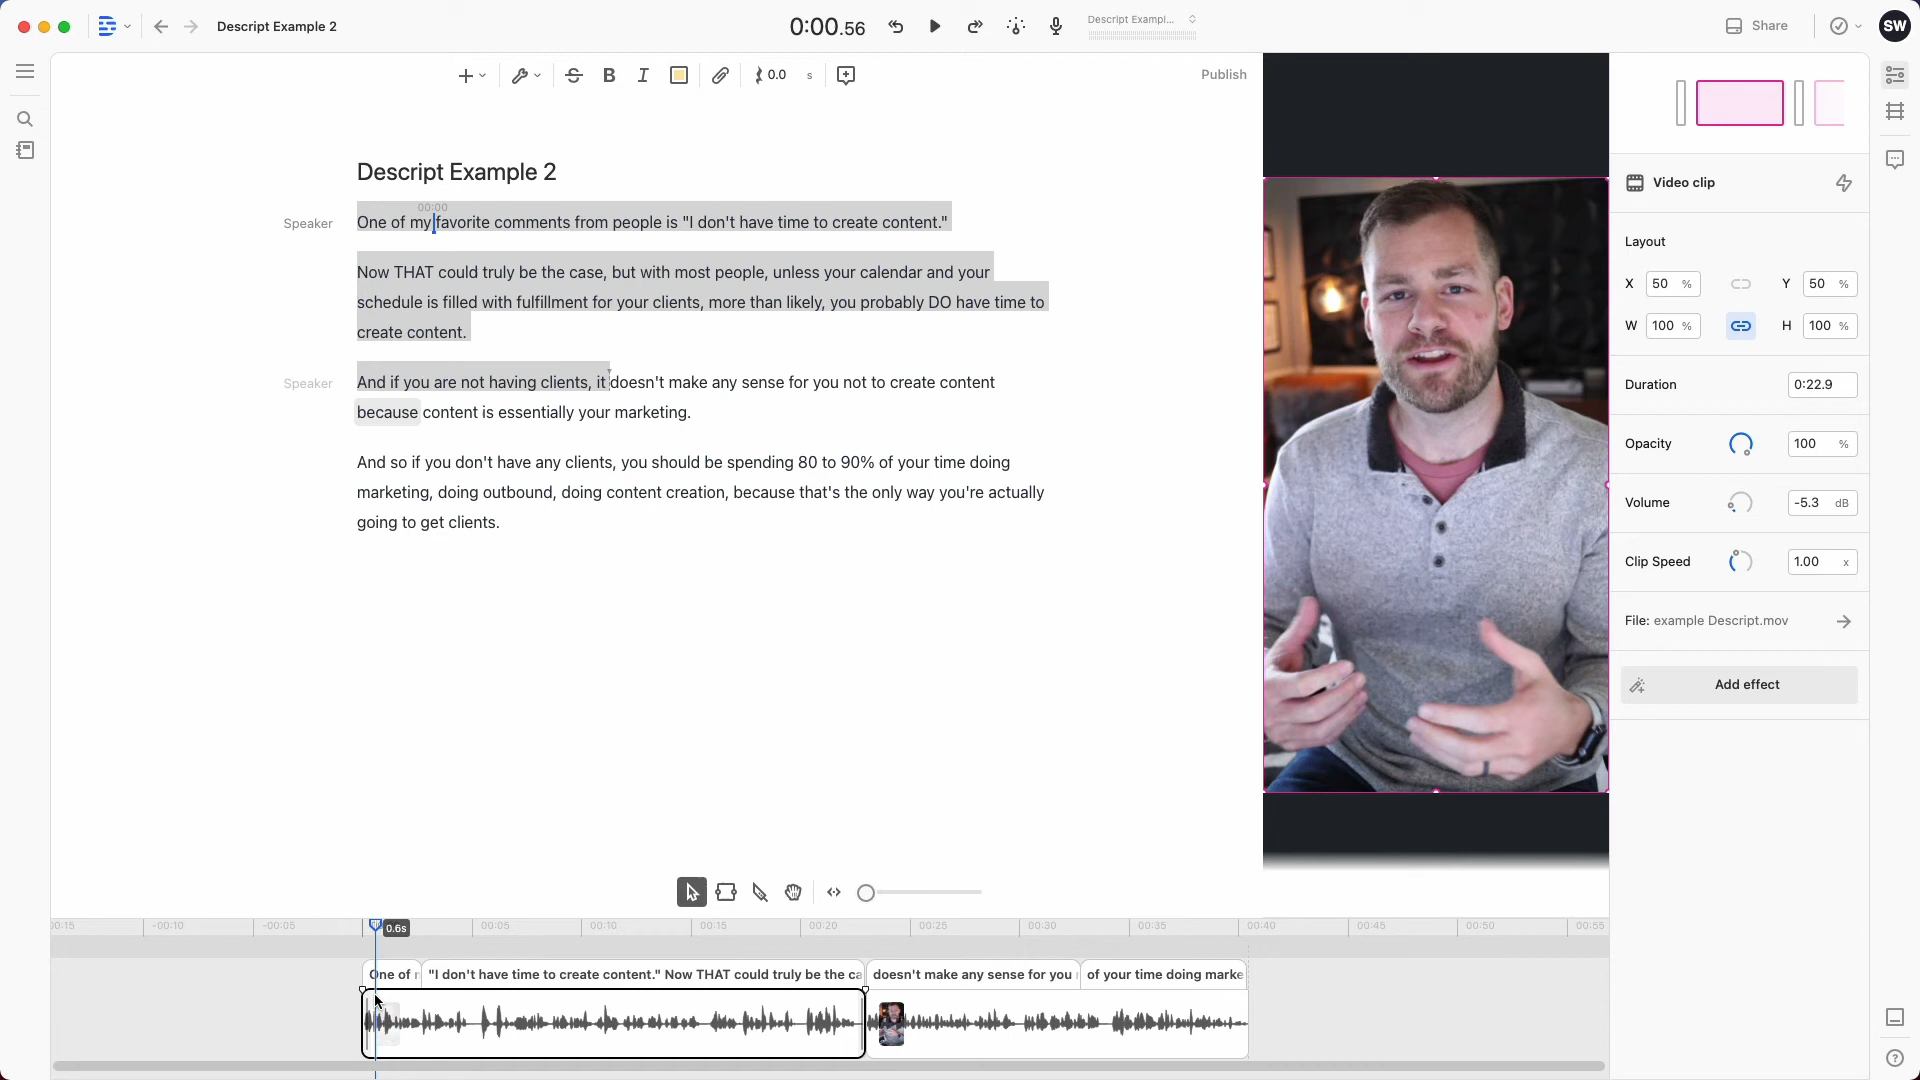 Descript Example 2
0:00.56
Descript Exampl...
Share
SW
0.0 s
Publish
Descript Example 2
00:00
Speaker
One of my favorite comments from people is "I don't have time to create content."
Now THAT could truly be the case, but with most people, unless your calendar and your
schedule is filled with fulfillment for your clients, more than likely, you probably DO have time to
create content.
Speaker
And if you are not having clients, it doesn't make any sense for you not to create content
because content is essentially your marketing.
And so if you don't have any clients, you should be spending 80 to 90% of your time doing
marketing, doing outbound, doing content creation, because that's the only way you're actually
going to get clients.
Video clip
Layout
X 50 % Y 50 %
W 100 % H 100 %
Duration 0:22.9
Opacity 100 %
Volume -5.3 dB
Clip Speed 1.00 x
File: example Descript.mov
Add effect
00:15 -00:10 -00:05 0.6s 00:05 00:10 00:15 00:20 00:25 00:30 00:35 00:40 00:45 00:50 00:55
One of "I don't have time to create content." Now THAT could truly be the ca doesn't make any sense for you of your time doing marke